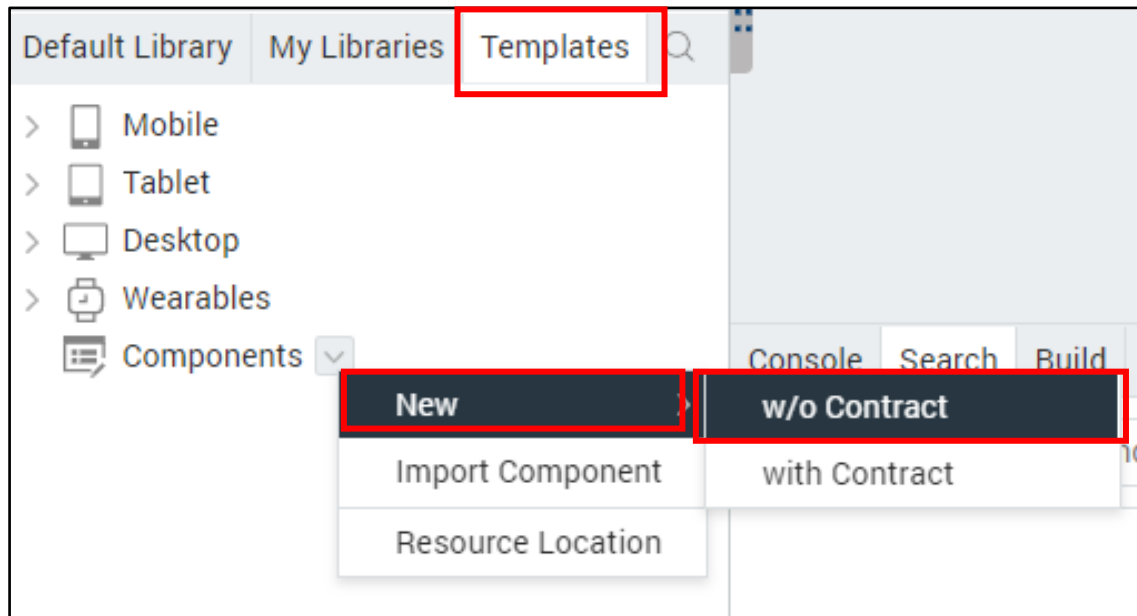 Default Library My Libraries Templates
Mobile
Tablet
Desktop
Wearables
Components
Console Search Build
New
w/o Contract
Import Component
with Contract
Resource Location